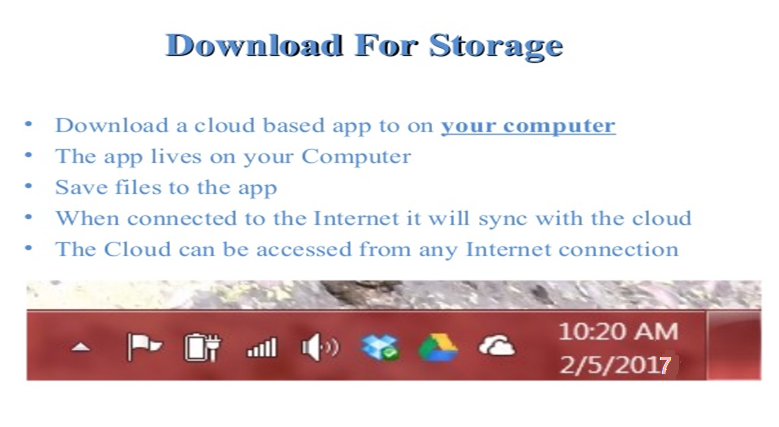 Download For Storage
• Download a cloud based app to on your computer
• The app lives on your Computer
• Save files to the app
• When connected to the Internet it will sync with the cloud
• The Cloud can be accessed from any Internet connection
10:20 AM
2/5/2017